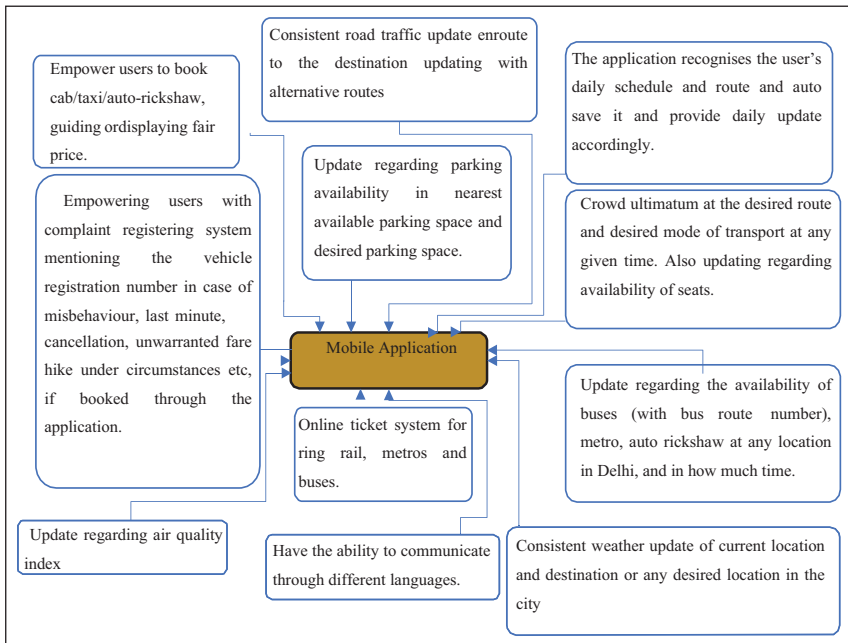 Consistent road traffic update enroute
to the destination updating with
alternative routes
Empower users to book
cab/taxi/auto-rickshaw,
guiding ordisplaying fair
price.
The application recognises the user's
daily schedule and route and auto
save it and provide daily update
accordingly.
Update regarding parking
availability in nearest
available parking space and
desired parking space.
Empowering users with
complaint registering system
mentioning the vehicle
registration number in case of
misbehaviour, last minute,
cancellation, unwarranted fare
hike under circumstances etc,
if booked through the
application.
Crowd ultimatum at the desired route
and desired mode of transport at any
given time. Also updating regarding
availability of seats.
Mobile Application
Update regarding the availability of
buses (with bus route number),
metro, auto rickshaw at any location
in Delhi, and in how much time.
Online ticket system for
ring rail, metros and
buses.
Update regarding air quality
index
Have the ability to communicate
through different languages.
Consistent weather update of current location
and destination or any desired location in the
city